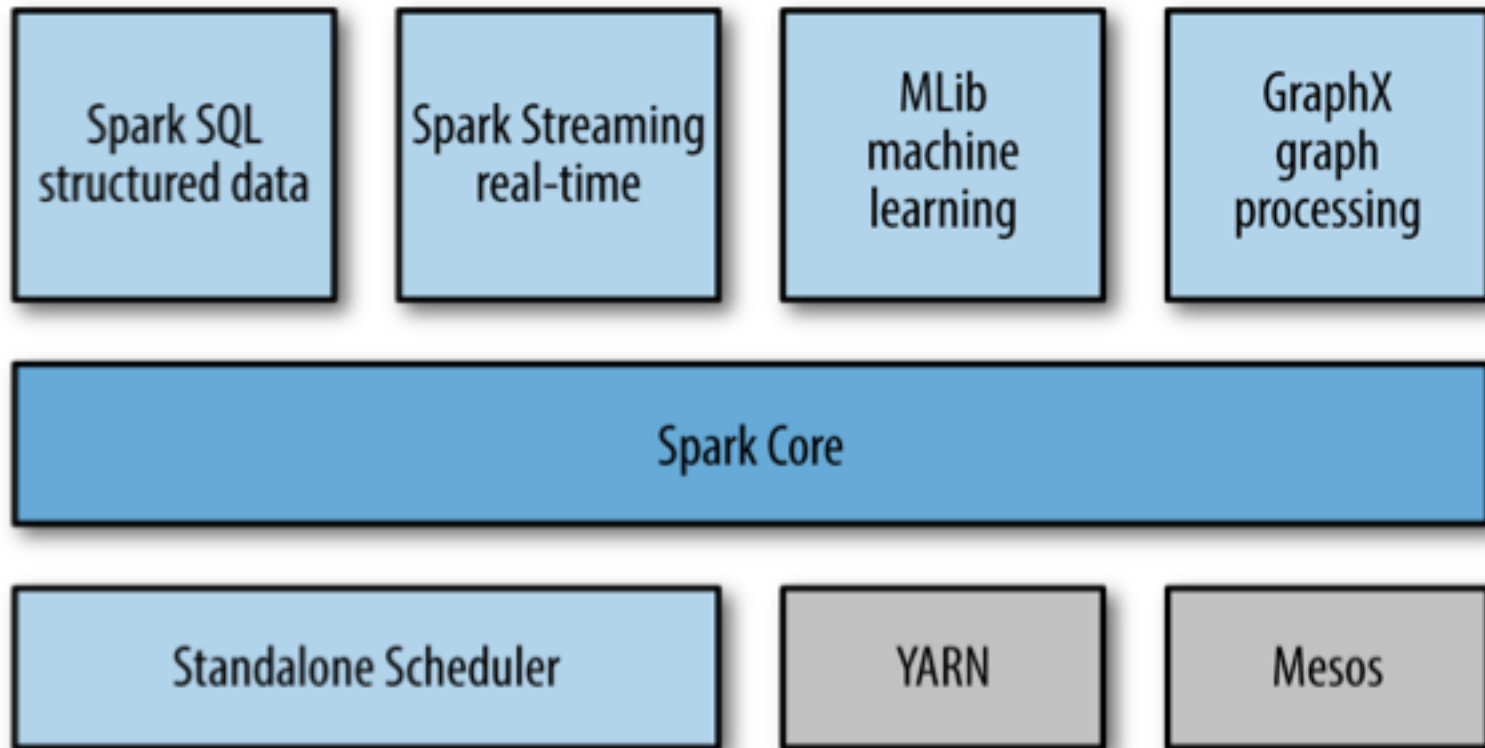 Spark SQL
structured data
Spark Streaming
real-time
MLib
machine
learning
GraphX
graph
processing
Spark Core
Standalone Scheduler
YARN
Mesos